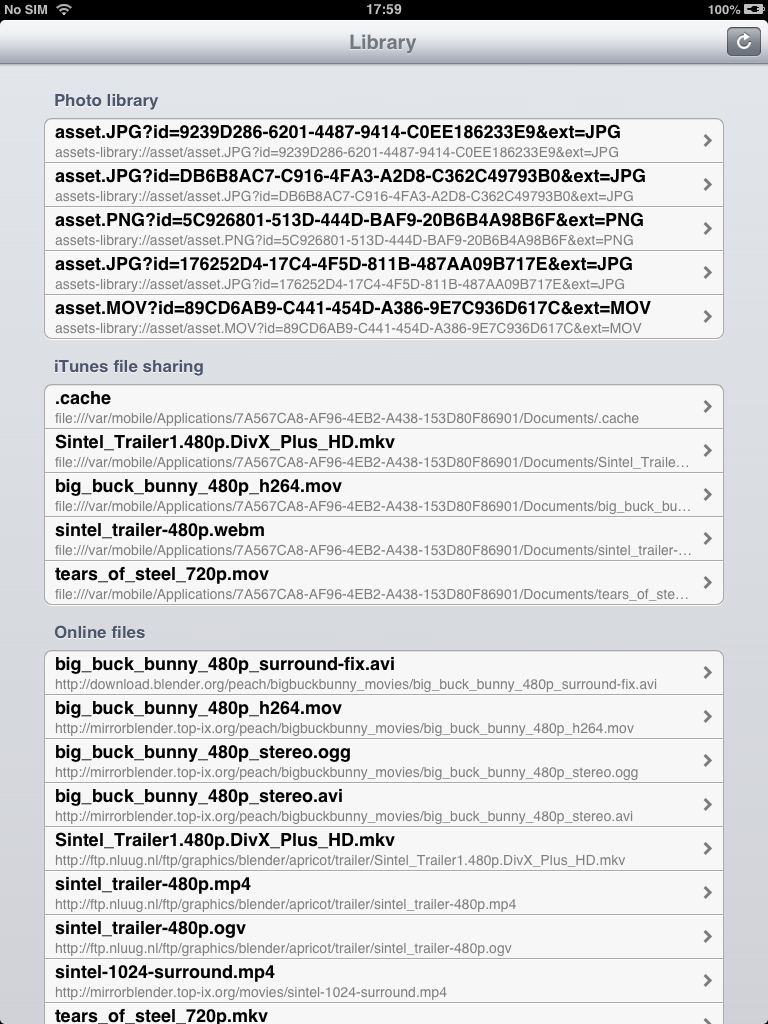 No SIM 17:59 100%
Library
Photo library
asset.JPG?id=9239D286-6201-4487-9414-C0EE186233E9&ext=JPG
assets-library://asset/asset.JPG?id=9239D286-6201-4487-9414-C0EE186233E9&ext=JPG
asset.JPG?id=DB6B8AC7-C916-4FA3-A2D8-C362C49793B0&ext=JPG
assets-library://asset/asset.JPG?id=DB6B8AC7-C916-4FA3-A2D8-C362C49793B0&ext=JPG
asset.PNG?id=5C926801-513D-444D-BAF9-20B6B4A98B6F&ext=PNG
assets-library://asset/asset.PNG?id=5C926801-513D-444D-BAF9-20B6B4A98B6F&ext=PNG
asset.JPG?id=176252D4-17C4-4F5D-811B-487AA09B717E&ext=JPG
assets-library://asset/asset.JPG?id=176252D4-17C4-4F5D-811B-487AA09B717E&ext=JPG
asset.MOV?id=89CD6AB9-C441-454D-A386-9E7C936D617C&ext=MOV
assets-library://asset/asset.MOV?id=89CD6AB9-C441-454D-A386-9E7C936D617C&ext=MOV
iTunes file sharing
.cache
file:///var/mobile/Applications/7A567CA8-AF96-4EB2-A438-153D80F86901/Documents/.cache
Sintel_Trailer1.480p.DivX_Plus_HD.mkv
file:///var/mobile/Applications/7A567CA8-AF96-4EB2-A438-153D80F86901/Documents/Sintel_Traile…
big_buck_bunny_480p_h264.mov
file:///var/mobile/Applications/7A567CA8-AF96-4EB2-A438-153D80F86901/Documents/big_buck_bu…
sintel_trailer-480p.webm
file:///var/mobile/Applications/7A567CA8-AF96-4EB2-A438-153D80F86901/Documents/sintel_trailer-…
tears_of_steel_720p.mov
file:///var/mobile/Applications/7A567CA8-AF96-4EB2-A438-153D80F86901/Documents/tears_of_ste…
Online files
big_buck_bunny_480p_surround-fix.avi
http://download.blender.org/peach/bigbuckbunny_movies/big_buck_bunny_480p_surround-fix.avi
big_buck_bunny_480p_h264.mov
http://mirrorblender.top-ix.org/peach/bigbuckbunny_movies/big_buck_bunny_480p_h264.mov
big_buck_bunny_480p_stereo.ogg
http://mirrorblender.top-ix.org/peach/bigbuckbunny_movies/big_buck_bunny_480p_stereo.ogg
big_buck_bunny_480p_stereo.avi
http://mirrorblender.top-ix.org/peach/bigbuckbunny_movies/big_buck_bunny_480p_stereo.avi
Sintel_Trailer1.480p.DivX_Plus_HD.mkv
http://ftp.nluug.nl/ftp/graphics/blender/apricot/trailer/Sintel_Trailer1.480p.DivX_Plus_HD.mkv
sintel_trailer-480p.mp4
http://ftp.nluug.nl/ftp/graphics/blender/apricot/trailer/sintel_trailer-480p.mp4
sintel_trailer-480p.ogv
http://ftp.nluug.nl/ftp/graphics/blender/apricot/trailer/sintel_trailer-480p.ogv
sintel-1024-surround.mp4
http://mirrorblender.top-ix.org/movies/sintel-1024-surround.mp4
tears_of_steel_720p.mkv